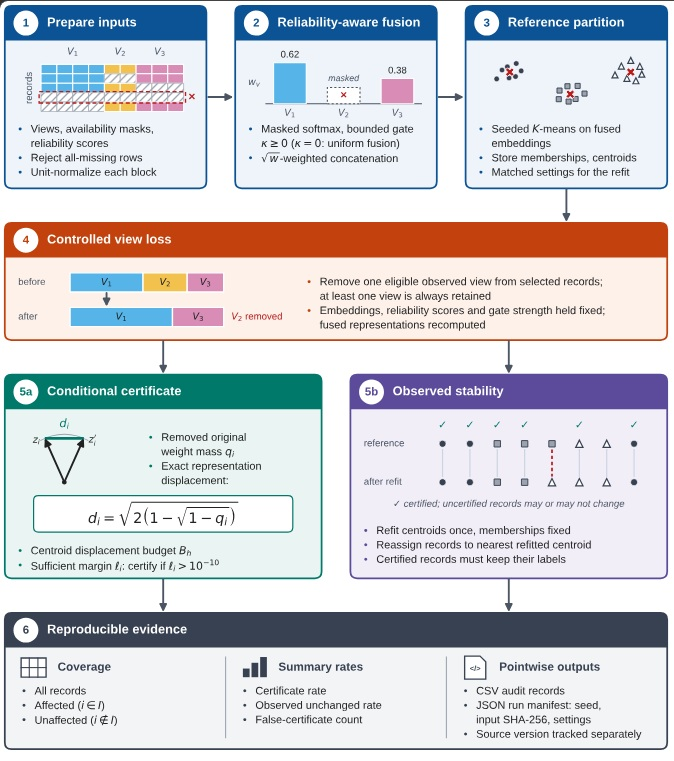 1 Prepare inputs
V₁ V₂ V₃
records
×
• Views, availability masks,
reliability scores
• Reject all-missing rows
• Unit-normalize each block
2 Reliability-aware fusion
0.62
masked
0.38
wᵥ
×
V₁ V₂ V₃
• Masked softmax, bounded gate
κ ≥ 0 (κ = 0: uniform fusion)
• √w-weighted concatenation
3 Reference partition
• Seeded K-means on fused
embeddings
• Store memberships, centroids
• Matched settings for the refit
4 Controlled view loss
before V₁ V₂ V₃
after V₁ V₃ V₂ removed
• Remove one eligible observed view from selected records;
at least one view is always retained
• Embeddings, reliability scores and gate strength held fixed;
fused representations recomputed
5a Conditional certificate
dᵢ
zᵢ z′ᵢ
• Removed original
weight mass qᵢ
• Exact representation
displacement:
dᵢ = √(2(1 − √(1 − qᵢ)))
• Centroid displacement budget Bₕ
• Sufficient margin ℓᵢ: certify if ℓᵢ > 10⁻¹⁰
5b Observed stability
✓ ✓ ✓ ✓ ✓ ✓
reference
after refit
✓ certified; uncertified records may or may not change
• Refit centroids once, memberships fixed
• Reassign records to nearest refitted centroid
• Certified records must keep their labels
6 Reproducible evidence
Coverage
• All records
• Affected (i ∈ I)
• Unaffected (i ∉ I)
Summary rates
• Certificate rate
• Observed unchanged rate
• False-certificate count
</> Pointwise outputs
• CSV audit records
• JSON run manifest: seed,
input SHA-256, settings
• Source version tracked separately